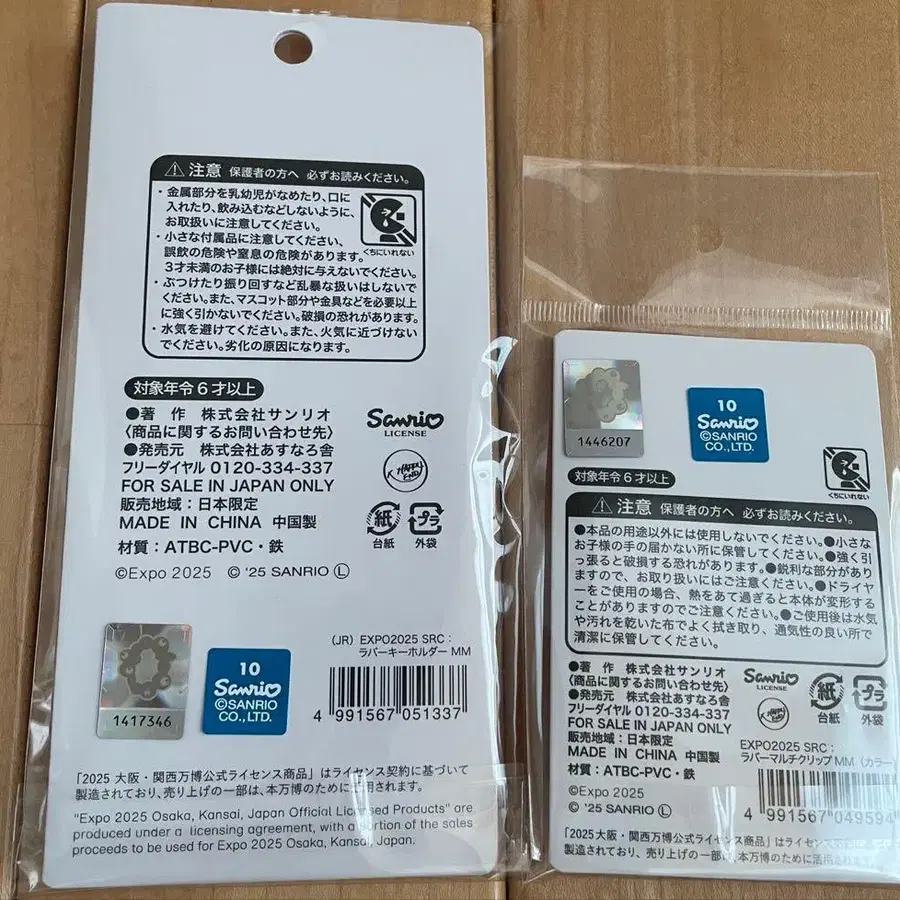 ⚠注意 保護者の方へ 必ずお読みください。
・金属部分を乳幼児がなめたり、口に
入れたり、飲み込むなどしないように、
お取扱いに注意してください。
・小さな付属品に注意してください、
誤飲の危険や窒息の危険があります。
3才未満のお子様には絶対に与えないでください。
・ぶつけたり振り回すなど乱暴な扱いはしないで
ください。また、マスコット部分や金具などを必要以上
に強く引かないでください。破損の恐れがあります。
・水気を避けてください。また、火気に近づけない
でください。劣化の原因になります。
くちにいれない
対象年令6才以上
●著 作 株式会社サンリオ
〈商品に関するお問い合わせ先〉
●発売元 株式会社あすなろ舎
フリーダイヤル 0120-334-337
FOR SALE IN JAPAN ONLY
販売地域:日本限定
MADE IN CHINA 中国製
材質:ATBC-PVC・鉄
©Expo 2025 © '25 SANRIO Ⓛ
Sanrio
LICENSE
HAPPY
END
紙
台紙
プラ
外袋
1417346
10
Sanrio
©SANRIO
CO.,LTD.
(JR) EXPO2025 SRC:
ラバーキーホルダー MM
4 991567 051337
「2025 大阪・関西万博公式ライセンス商品」はライセンス契約に基づいて
製造されており、売り上げの一部は、本万博のために活用されます。
"Expo 2025 Osaka, Kansai, Japan Official Licensed Products" are
produced under a licensing agreement, with a portion of the sales
proceeds to be used for Expo 2025 Osaka, Kansai, Japan.
1446207
10
Sanrio
©SANRIO
CO.,LTD.
くちにいれない
対象年令6才以上
⚠注意 保護者の方へ 必ずお読みください。
●本品の用途以外には使用しないでください。●小さな
お子様の手の届かない所に保管してください。●強く引
っ張ると破損する恐れがあります。●鋭利な部分があり
ますので、お取り扱いにはご注意ください。●ドライヤ
ーをご使用の場合、熱をあて過ぎると本体が変形する
ことがありますのでご注意ください。●ご使用後は水気
や汚れを乾いた布でよく拭き取り、通気性の良い所で
清潔に保管してください。
●著 作 株式会社サンリオ
〈商品に関するお問い合わせ先〉
●発売元 株式会社あすなろ舎
フリーダイヤル 0120-334-337
FOR SALE IN JAPAN ONLY
販売地域:日本限定
MADE IN CHINA 中国製
材質:ATBC-PVC・鉄
©Expo 2025
© '25 SANRIO Ⓛ
Sanrio
LICENSE
紙
台紙
プラ
外袋
EXPO2025 SRC:
ラバーマルチクリップMM(カラー)
4 991567 049594
「2025 大阪・関西万博公式ライセンス商品」はライセンス
製造されており、売り上げの一部は、本万博のために活用され